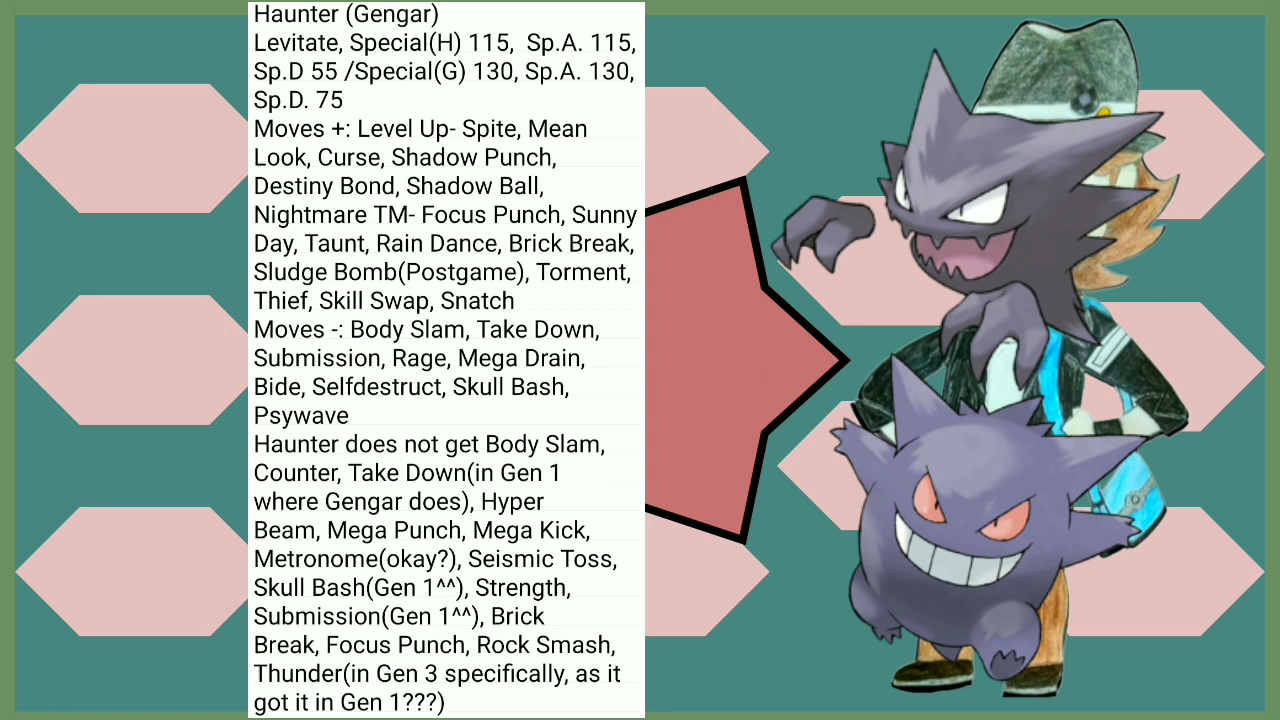 Haunter (Gengar)
Levitate, Special(H) 115,  Sp.A. 115,
Sp.D 55 /Special(G) 130, Sp.A. 130,
Sp.D. 75
Moves +: Level Up- Spite, Mean
Look, Curse, Shadow Punch,
Destiny Bond, Shadow Ball,
Nightmare TM- Focus Punch, Sunny
Day, Taunt, Rain Dance, Brick Break,
Sludge Bomb(Postgame), Torment,
Thief, Skill Swap, Snatch
Moves -: Body Slam, Take Down,
Submission, Rage, Mega Drain,
Bide, Selfdestruct, Skull Bash,
Psywave
Haunter does not get Body Slam,
Counter, Take Down(in Gen 1
where Gengar does), Hyper
Beam, Mega Punch, Mega Kick,
Metronome(okay?), Seismic Toss,
Skull Bash(Gen 1^^), Strength,
Submission(Gen 1^^), Brick
Break, Focus Punch, Rock Smash,
Thunder(in Gen 3 specifically, as it
got it in Gen 1???)